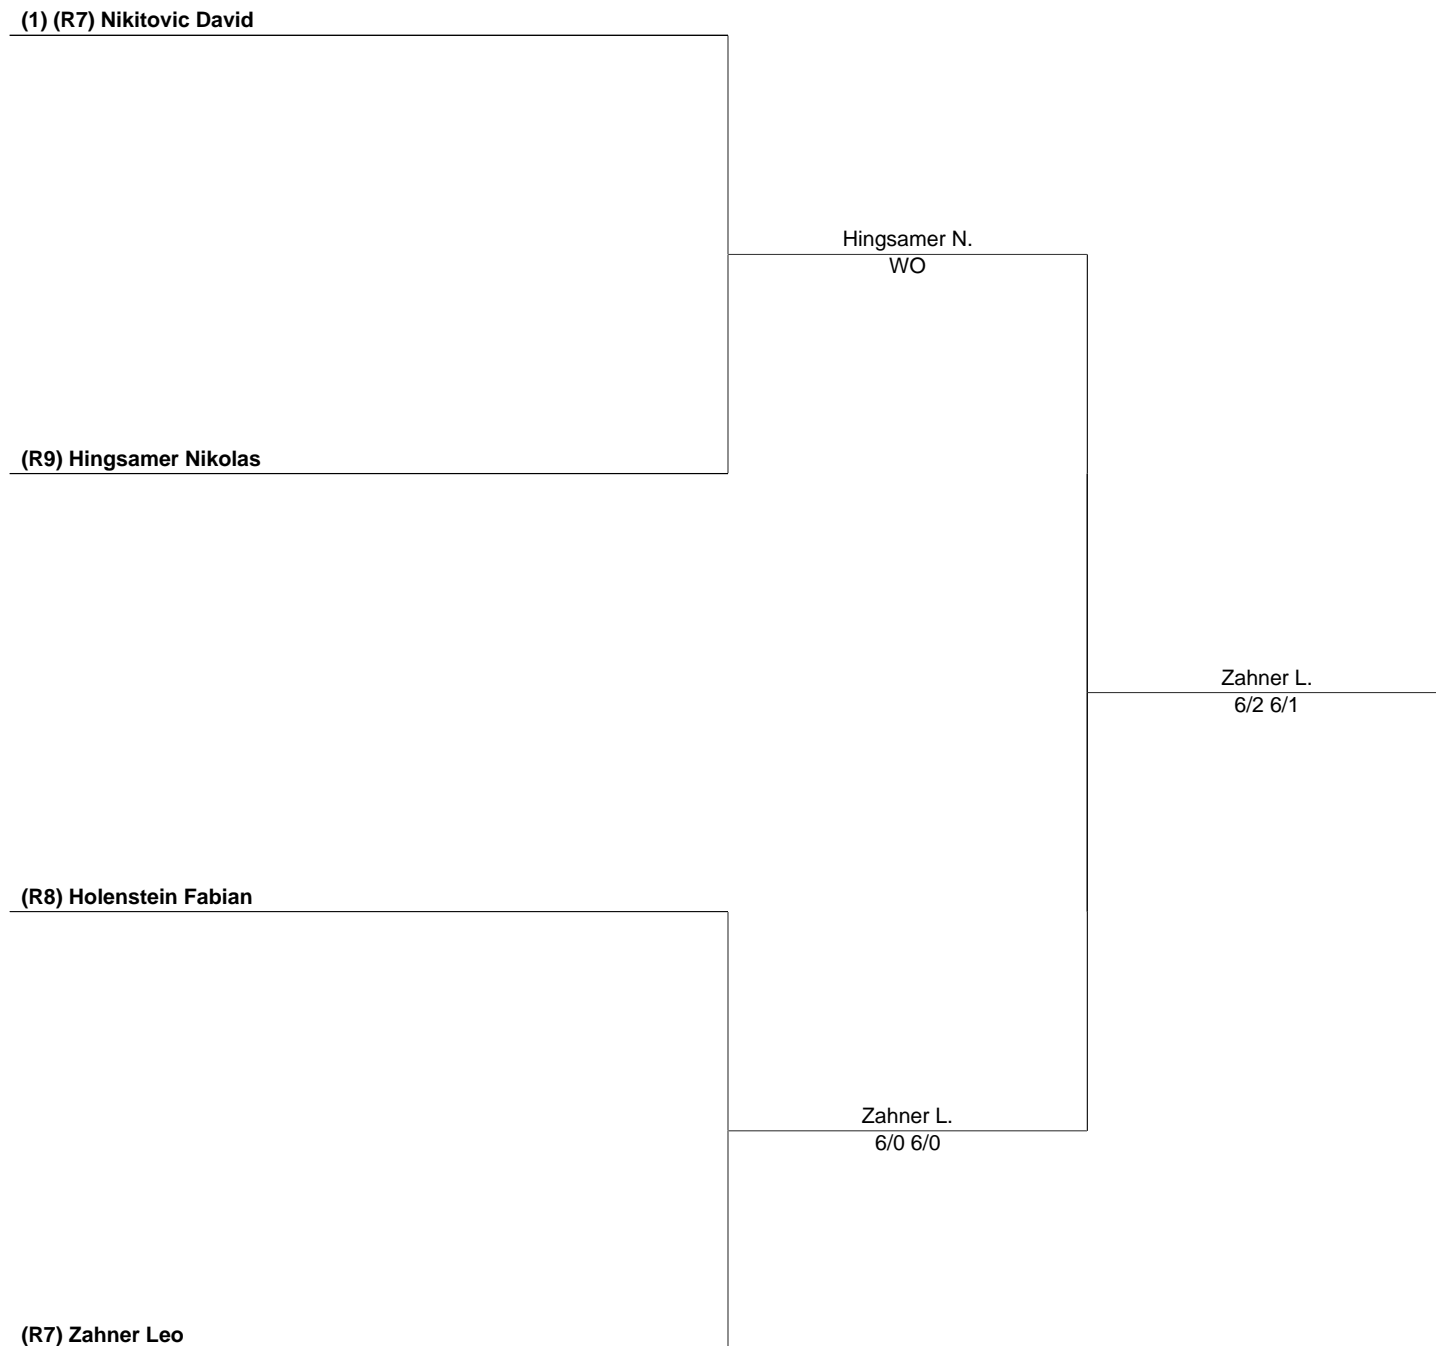 (1) (R7) Nikitovic David
Hingsamer N.
WO
(R9) Hingsamer Nikolas
Zahner L.
6/2 6/1
(R8) Holenstein Fabian
Zahner L.
6/0 6/0
(R7) Zahner Leo